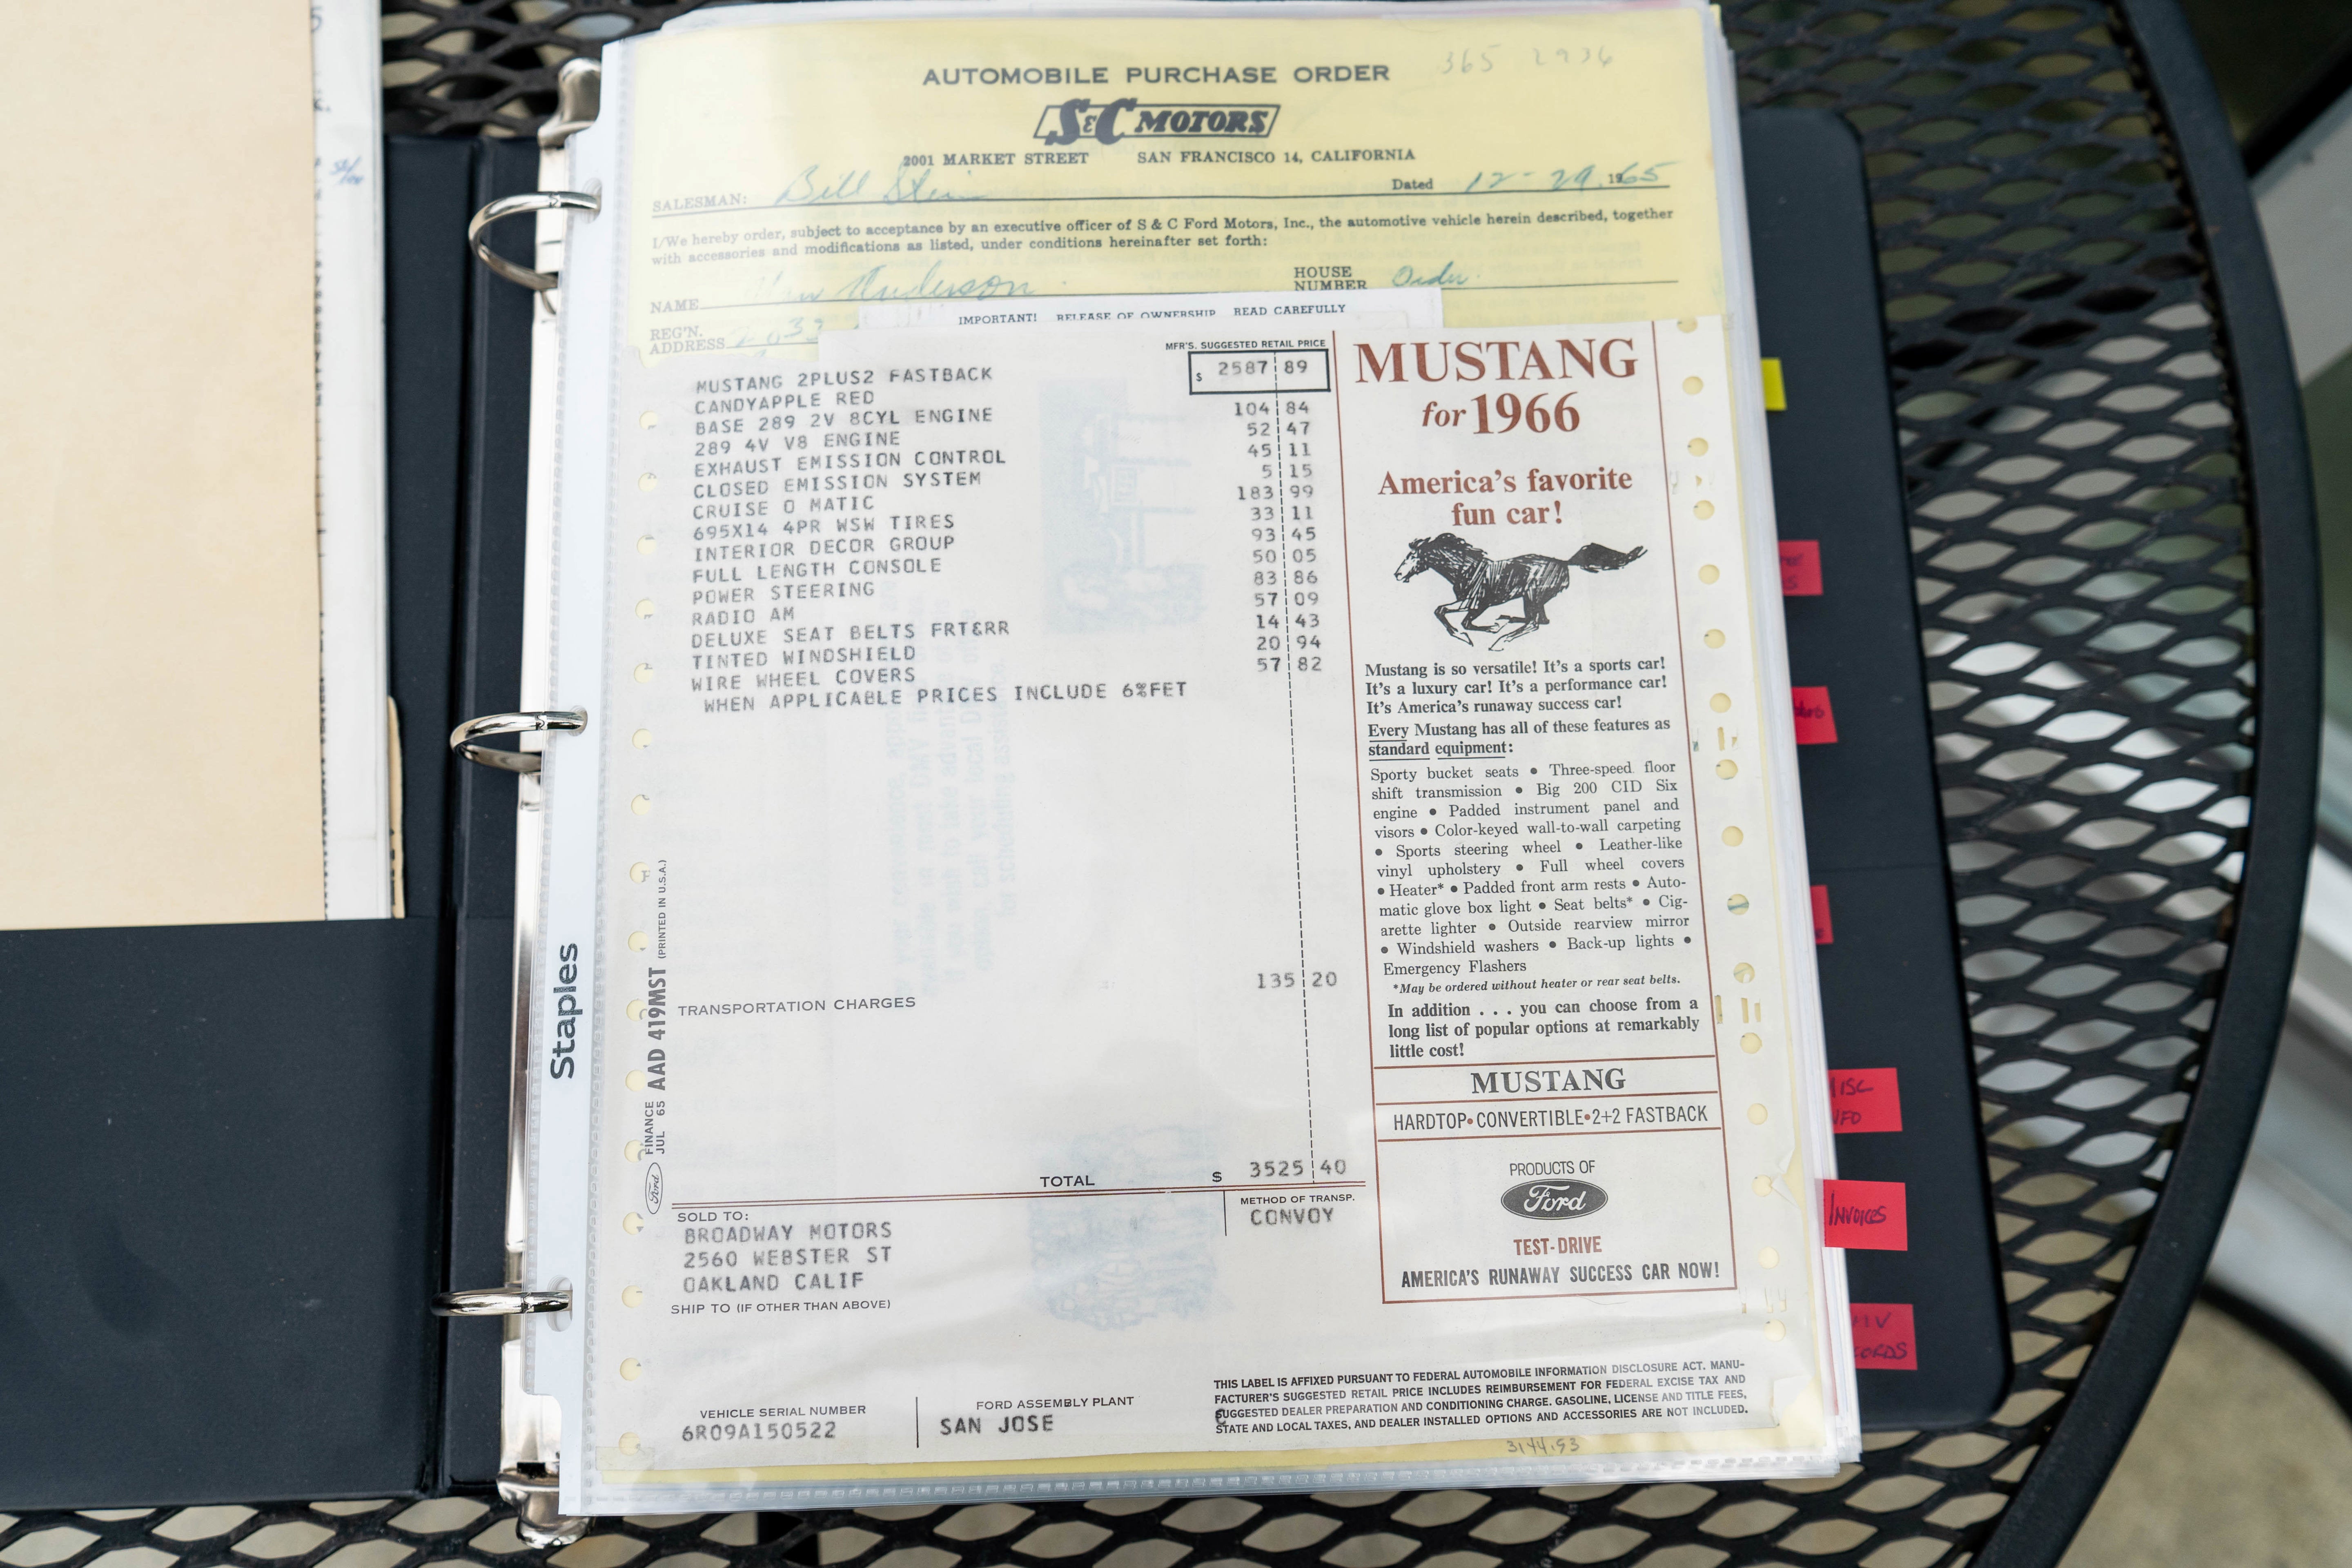 365 2936
AUTOMOBILE PURCHASE ORDER
S&C MOTORS
2001 MARKET STREET SAN FRANCISCO 14, CALIFORNIA
SALESMAN: Bill Dated 12-29.1965
I/We hereby order, subject to acceptance by an executive officer of S & C Ford Motors, Inc., the automotive vehicle herein described, together
with accessories and modifications as listed, under conditions hereinafter set forth:
NAME Anderson HOUSE
NUMBER Order.
REG'N.
ADDRESS
IMPORTANT! RELEASE OF OWNERSHIP READ CAREFULLY
MFR'S. SUGGESTED RETAIL PRICE
MUSTANG 2PLUS2 FASTBACK $ 2587 89
CANDYAPPLE RED
BASE 289 2V 8CYL ENGINE 104 84
289 4V V8 ENGINE 52 47
EXHAUST EMISSION CONTROL 45 11
CLOSED EMISSION SYSTEM 5 15
CRUISE O MATIC 183 99
695X14 4PR WSW TIRES 33 11
INTERIOR DECOR GROUP 93 45
FULL LENGTH CONSOLE 50 05
POWER STEERING 83 86
RADIO AM 57 09
DELUXE SEAT BELTS FRT&RR 14 43
TINTED WINDSHIELD 20 94
WIRE WHEEL COVERS 57 82
WHEN APPLICABLE PRICES INCLUDE 6%FET
TRANSPORTATION CHARGES 135 20
TOTAL $ 3525 40
SOLD TO:
BROADWAY MOTORS
2560 WEBSTER ST
OAKLAND CALIF
METHOD OF TRANSP.
CONVOY
SHIP TO (IF OTHER THAN ABOVE)
VEHICLE SERIAL NUMBER
6R09A150522
FORD ASSEMBLY PLANT
SAN JOSE
THIS LABEL IS AFFIXED PURSUANT TO FEDERAL AUTOMOBILE INFORMATION DISCLOSURE ACT. MANU-
FACTURER'S SUGGESTED RETAIL PRICE INCLUDES REIMBURSEMENT FOR FEDERAL EXCISE TAX AND
SUGGESTED DEALER PREPARATION AND CONDITIONING CHARGE. GASOLINE, LICENSE AND TITLE FEES,
STATE AND LOCAL TAXES, AND DEALER INSTALLED OPTIONS AND ACCESSORIES ARE NOT INCLUDED.
3144.93
Ford FINANCE
JUL 65 AAD 419MST (PRINTED IN U.S.A.)
Staples
MUSTANG
for 1966
America's favorite
fun car!
Mustang is so versatile! It's a sports car!
It's a luxury car! It's a performance car!
It's America's runaway success car!
Every Mustang has all of these features as
standard equipment:
Sporty bucket seats • Three-speed floor
shift transmission • Big 200 CID Six
engine • Padded instrument panel and
visors • Color-keyed wall-to-wall carpeting
• Sports steering wheel • Leather-like
vinyl upholstery • Full wheel covers
• Heater* • Padded front arm rests • Auto-
matic glove box light • Seat belts* • Cig-
arette lighter • Outside rearview mirror
• Windshield washers • Back-up lights •
Emergency Flashers
*May be ordered without heater or rear seat belts.
In addition . . . you can choose from a
long list of popular options at remarkably
little cost!
MUSTANG
HARDTOP•CONVERTIBLE•2+2 FASTBACK
PRODUCTS OF
Ford
TEST-DRIVE
AMERICA'S RUNAWAY SUCCESS CAR NOW!
INVOICES